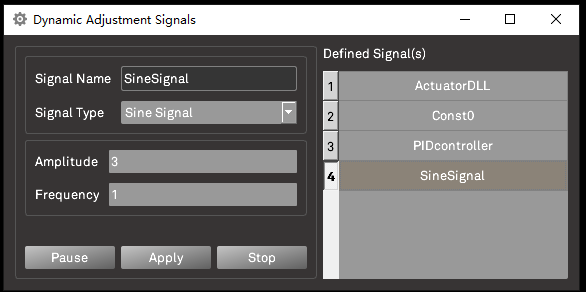 Dynamic Adjustment Signals
Signal Name SineSignal
Signal Type Sine Signal
Amplitude 3
Frequency 1
Pause Apply Stop
Defined Signal(s)
1 ActuatorDLL
2 Const0
3 PIDcontroller
4 SineSignal